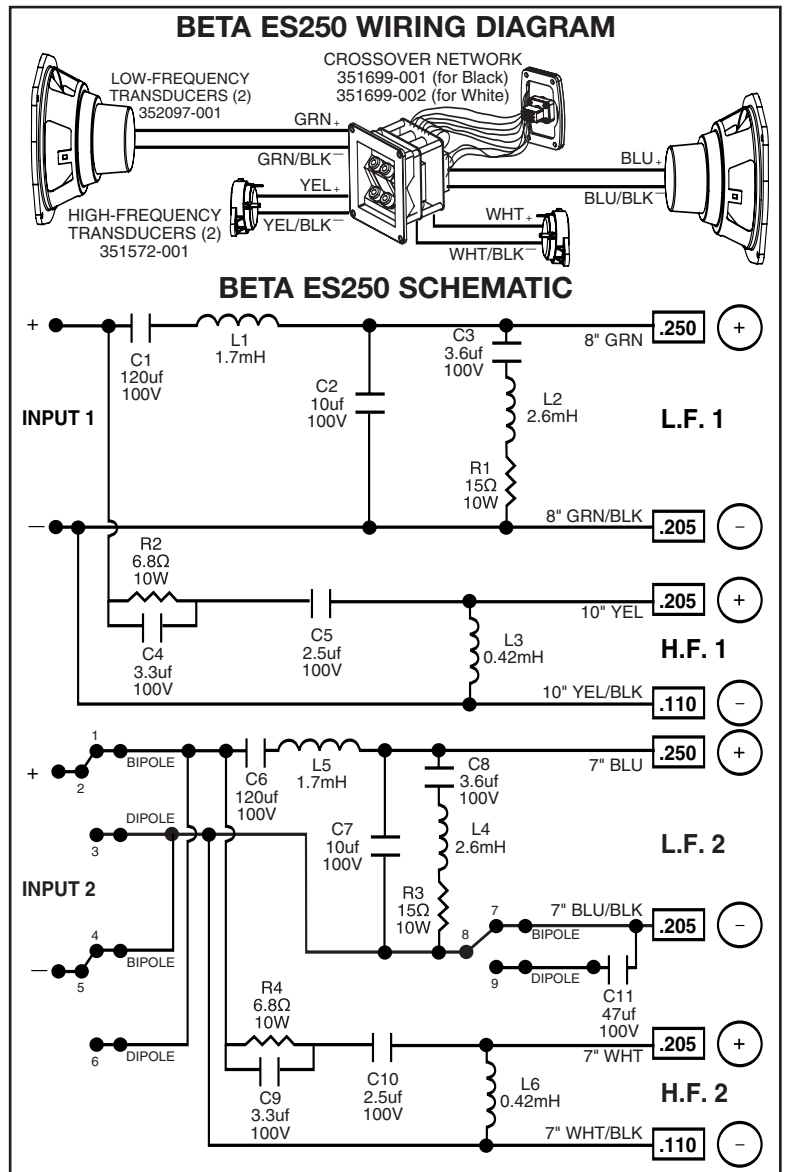 BETA ES250 WIRING DIAGRAM
LOW-FREQUENCY
TRANSDUCERS (2)
352097-001
CROSSOVER NETWORK
351699-001 (for Black)
351699-002 (for White)
GRN+
GRN/BLK−
YEL+
YEL/BLK−
HIGH-FREQUENCY
TRANSDUCERS (2)
351572-001
BLU+
BLU/BLK−
WHT+
WHT/BLK−
BETA ES250 SCHEMATIC
+
C1
120uf
100V
L1
1.7mH
C2
10uf
100V
C3
3.6uf
100V
L2
2.6mH
R1
15Ω
10W
8" GRN
.250
+
INPUT 1
L.F. 1
−
8" GRN/BLK
.205
−
R2
6.8Ω
10W
C4
3.3uf
100V
C5
2.5uf
100V
L3
0.42mH
10" YEL
.205
+
H.F. 1
10" YEL/BLK
.110
−
+
1
2
BIPOLE
3
DIPOLE
C6
120uf
100V
L5
1.7mH
C7
10uf
100V
C8
3.6uf
100V
L4
2.6mH
R3
15Ω
10W
7" BLU
.250
+
L.F. 2
INPUT 2
−
4
5
BIPOLE
6
DIPOLE
7
8
BIPOLE
9
DIPOLE
7" BLU/BLK
.205
−
C11
47uf
100V
R4
6.8Ω
10W
C9
3.3uf
100V
C10
2.5uf
100V
L6
0.42mH
7" WHT
.205
+
H.F. 2
7" WHT/BLK
.110
−